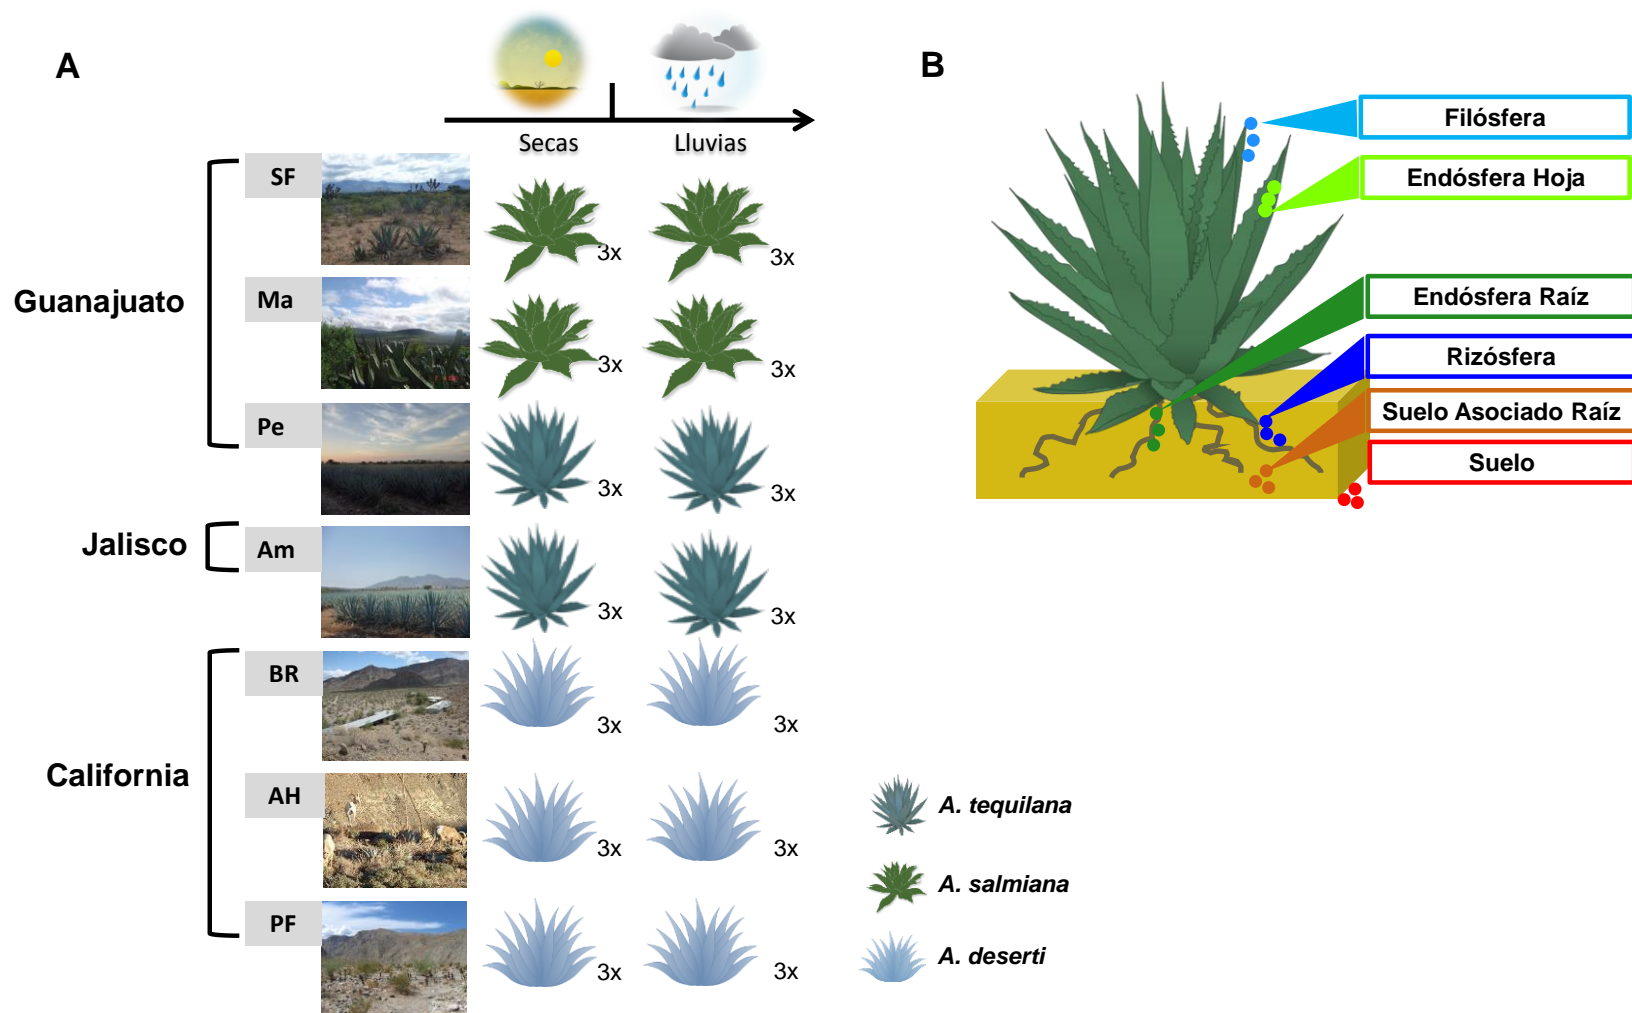 A
Secas
Lluvias
Guanajuato
SF
3x
3x
Ma
3x
3x
Pe
3x
3x
Jalisco
Am
3x
3x
California
BR
3x
3x
AH
3x
3x
PF
3x
3x
A. tequilana
A. salmiana
A. deserti
B
Filósfera
Endósfera Hoja
Endósfera Raíz
Rizósfera
Suelo Asociado Raíz
Suelo